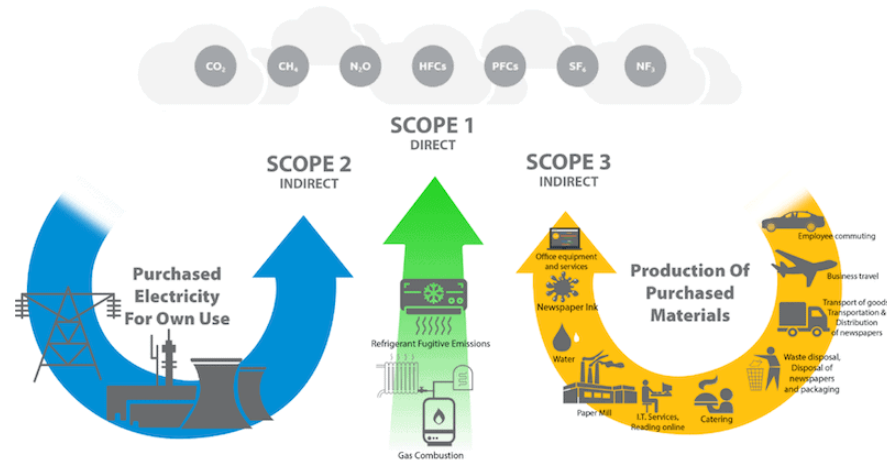 CO₂
CH₄
N₂O
HFCs
PFCs
SF₆
NF₃
SCOPE 1
DIRECT
SCOPE 2
INDIRECT
SCOPE 3
INDIRECT
Purchased
Electricity
For Own Use
Refrigerant Fugitive Emissions
Gas Combustion
Production Of
Purchased
Materials
Office equipment
and services
Newspaper Ink
Water
Paper Mill
I.T. Services,
Reading online
Catering
Waste disposal,
Disposal of
newspapers
and packaging
Transport of goods
Transportation &
Distribution
of newspapers
Business travel
Employee commuting